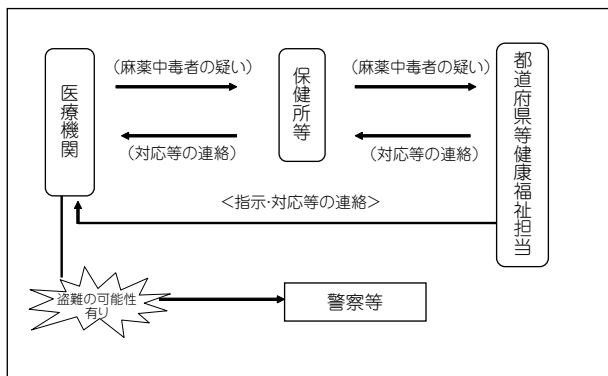 医療機関
(麻薬中毒者の疑い)
(対応等の連絡)
保健所等
(麻薬中毒者の疑い)
(対応等の連絡)
都道府県等健康福祉担当
<指示・対応等の連絡>
盗難の可能性
有り
警察等